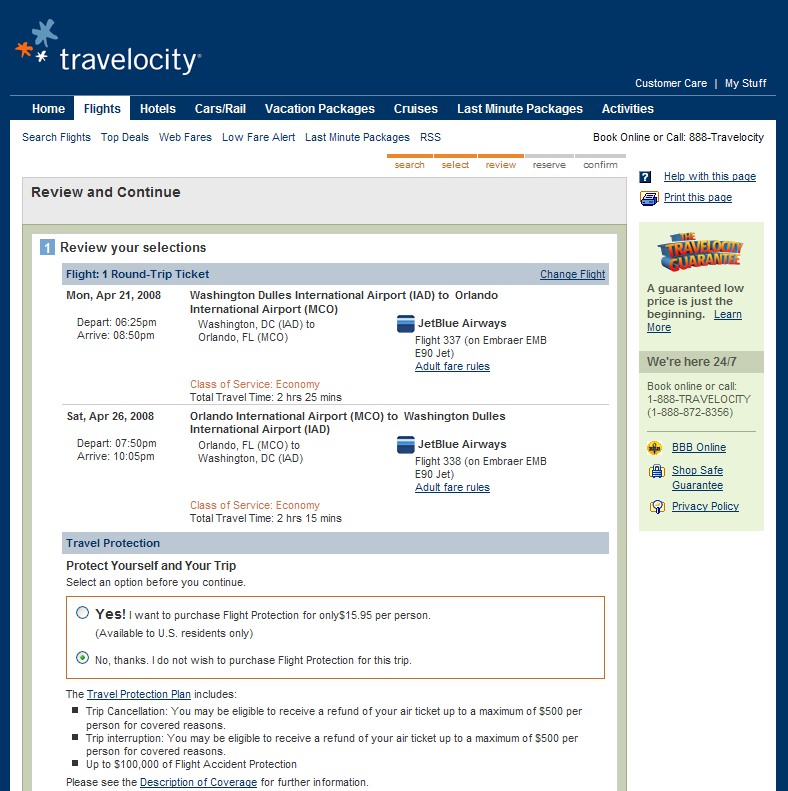 travelocity
Customer Care | My Stuff
Home Flights Hotels Cars/Rail Vacation Packages Cruises Last Minute Packages Activities
Search Flights Top Deals Web Fares Low Fare Alert Last Minute Packages RSS
Book Online or Call: 888-Travelocity
search select review reserve confirm
Review and Continue
1 Review your selections
Flight: 1 Round-Trip Ticket
Change Flight
Mon, Apr 21, 2008
Depart: 06:25pm
Arrive: 08:50pm
Washington Dulles International Airport (IAD) to Orlando
International Airport (MCO)
Washington, DC (IAD) to
Orlando, FL (MCO)
JetBlue Airways
Flight 337 (on Embraer EMB
E90 Jet)
Adult fare rules
Class of Service: Economy
Total Travel Time: 2 hrs 25 mins
Sat, Apr 26, 2008
Depart: 07:50pm
Arrive: 10:05pm
Orlando International Airport (MCO) to Washington Dulles
International Airport (IAD)
Orlando, FL (MCO) to
Washington, DC (IAD)
JetBlue Airways
Flight 338 (on Embraer EMB
E90 Jet)
Adult fare rules
Class of Service: Economy
Total Travel Time: 2 hrs 15 mins
Travel Protection
Protect Yourself and Your Trip
Select an option before you continue.
Yes! I want to purchase Flight Protection for only$15.95 per person.
(Available to U.S. residents only)
No, thanks. I do not wish to purchase Flight Protection for this trip.
The Travel Protection Plan includes:
Trip Cancellation: You may be eligible to receive a refund of your air ticket up to a maximum of $500 per
person for covered reasons.
Trip interruption: You may be eligible to receive a refund of your air ticket up to a maximum of $500 per
person for covered reasons.
Up to $100,000 of Flight Accident Protection
Please see the Description of Coverage for further information.
? Help with this page
Print this page
THE
TRAVELOCITY
GUARANTEE
A guaranteed low
price is just the
beginning. Learn
More
We're here 24/7
Book online or call:
1-888-TRAVELOCITY
(1-888-872-8356)
BBB Online
Shop Safe
Guarantee
Privacy Policy